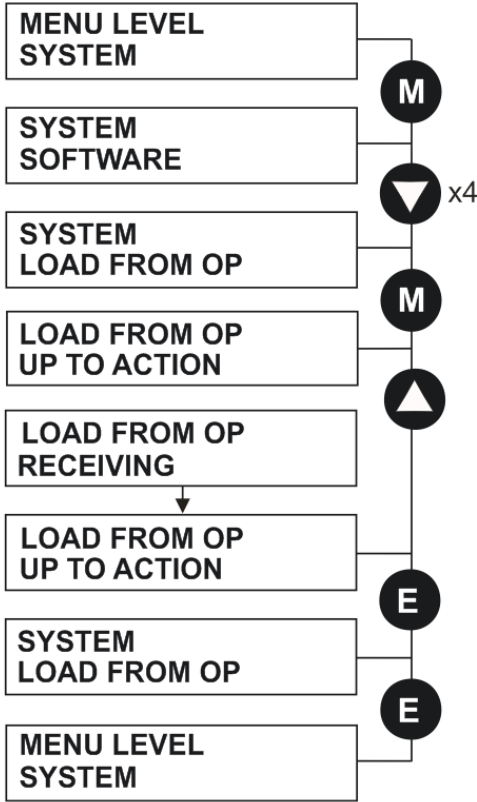 MENU LEVEL
SYSTEM
M
SYSTEM
SOFTWARE
x4
SYSTEM
LOAD FROM OP
M
LOAD FROM OP
UP TO ACTION
LOAD FROM OP
RECEIVING
LOAD FROM OP
UP TO ACTION
E
SYSTEM
LOAD FROM OP
E
MENU LEVEL
SYSTEM